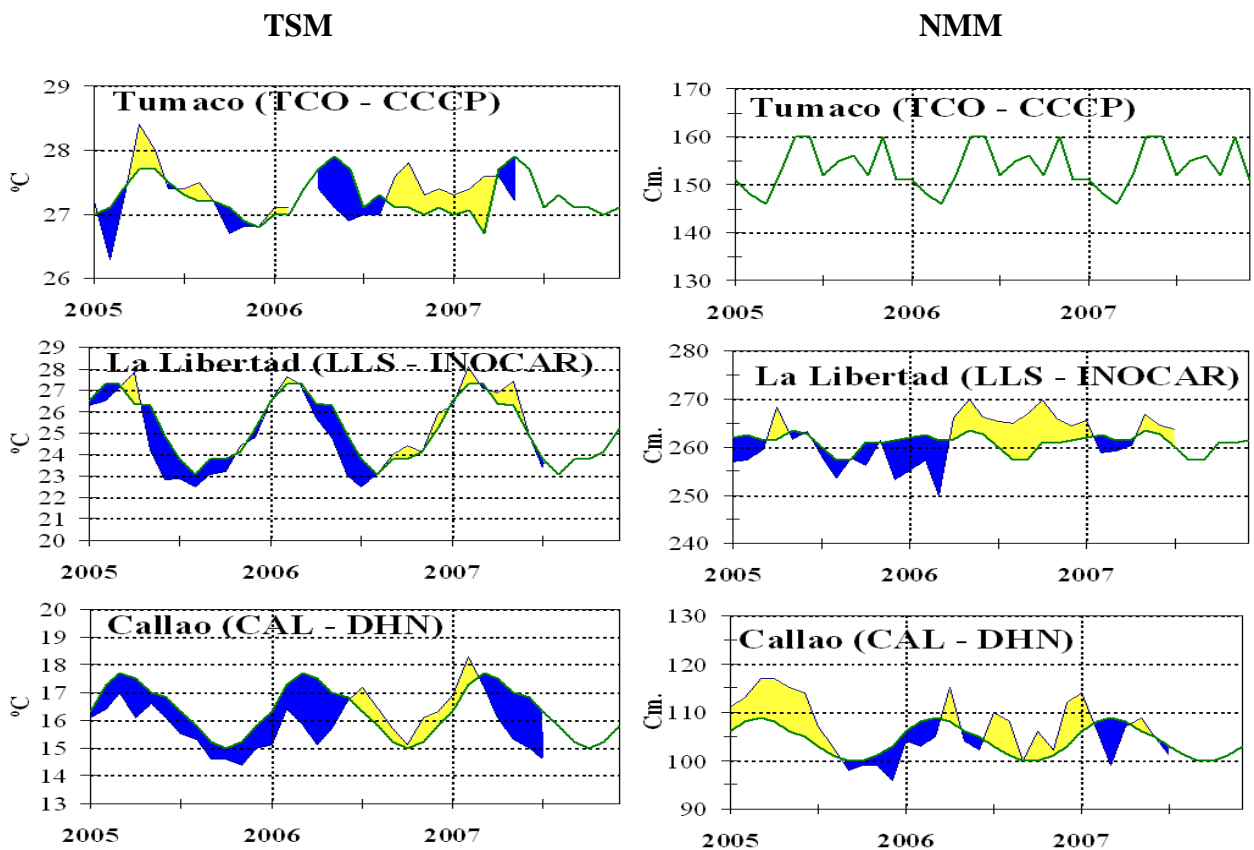 TSM
NMM
29
28
27
26
ºC
Tumaco (TCO - CCCP)
2005 2006 2007
170
160
150
140
130
Cm.
Tumaco (TCO - CCCP)
2005 2006 2007
29
28
27
26
25
24
23
22
21
20
ºC
La Libertad (LLS - INOCAR)
2005 2006 2007
280
270
260
250
240
Cm.
La Libertad (LLS - INOCAR)
2005 2006 2007
20
19
18
17
16
15
14
13
ºC
Callao (CAL - DHN)
2005 2006 2007
130
120
110
100
90
Cm.
Callao (CAL - DHN)
2005 2006 2007